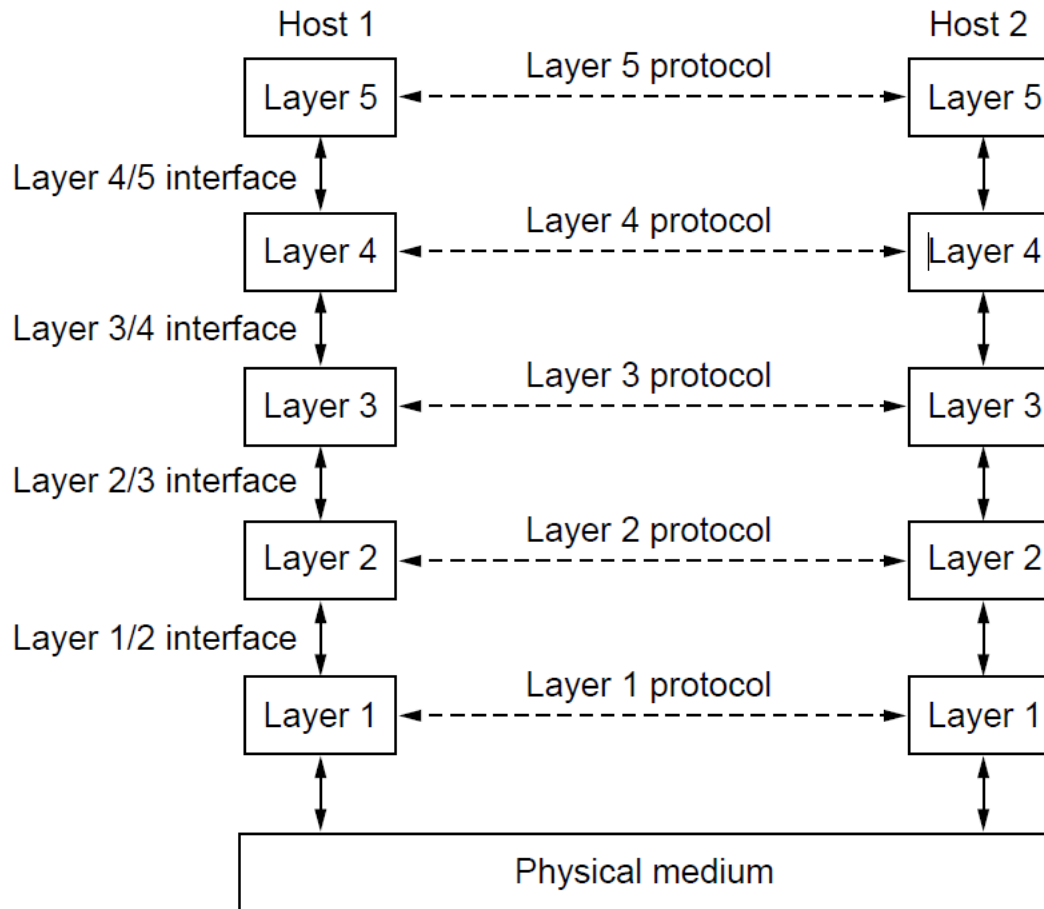 Host 1
Host 2
Layer 5 protocol
Layer 5
Layer 5
Layer 4/5 interface
Layer 4 protocol
Layer 4
Layer 4
Layer 3/4 interface
Layer 3 protocol
Layer 3
Layer 3
Layer 2/3 interface
Layer 2 protocol
Layer 2
Layer 2
Layer 1/2 interface
Layer 1 protocol
Layer 1
Layer 1
Physical medium